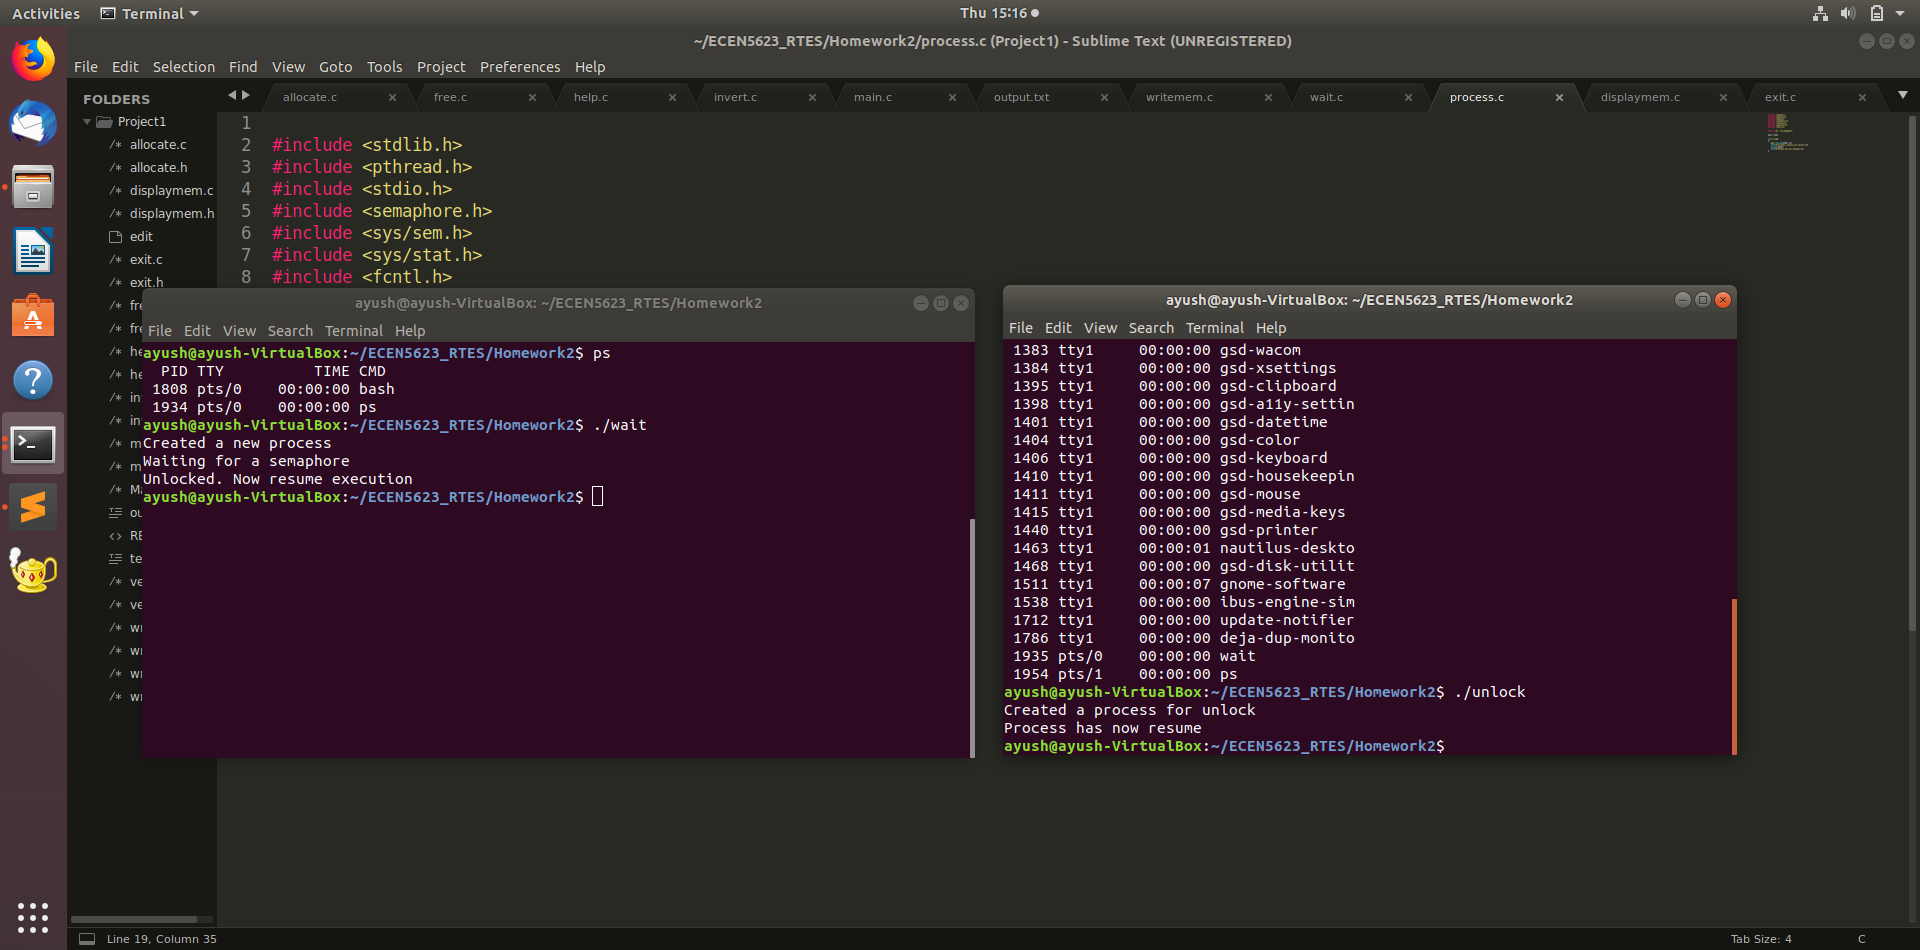 Activities Terminal Thu 15:16
~/ECEN5623_RTES/Homework2/process.c (Project1) - Sublime Text (UNREGISTERED)
File Edit Selection Find View Goto Tools Project Preferences Help
FOLDERS
Project1
allocate.c
allocate.h
displaymem.c
displaymem.h
edit
exit.c
exit.h
allocate.c free.c help.c invert.c main.c output.txt writemem.c wait.c process.c displaymem.c exit.c
1
2 #include <stdlib.h>
3 #include <pthread.h>
4 #include <stdio.h>
5 #include <semaphore.h>
6 #include <sys/sem.h>
7 #include <sys/stat.h>
8 #include <fcntl.h>
ayush@ayush-VirtualBox: ~/ECEN5623_RTES/Homework2
File Edit View Search Terminal Help
ayush@ayush-VirtualBox:~/ECEN5623_RTES/Homework2$ ps
PID TTY TIME CMD
1808 pts/0 00:00:00 bash
1934 pts/0 00:00:00 ps
ayush@ayush-VirtualBox:~/ECEN5623_RTES/Homework2$ ./wait
Created a new process
Waiting for a semaphore
Unlocked. Now resume execution
ayush@ayush-VirtualBox:~/ECEN5623_RTES/Homework2$
ayush@ayush-VirtualBox: ~/ECEN5623_RTES/Homework2
File Edit View Search Terminal Help
1383 tty1 00:00:00 gsd-wacom
1384 tty1 00:00:00 gsd-xsettings
1395 tty1 00:00:00 gsd-clipboard
1398 tty1 00:00:00 gsd-a11y-settin
1401 tty1 00:00:00 gsd-datetime
1404 tty1 00:00:00 gsd-color
1406 tty1 00:00:00 gsd-keyboard
1410 tty1 00:00:00 gsd-housekeepin
1411 tty1 00:00:00 gsd-mouse
1415 tty1 00:00:00 gsd-media-keys
1440 tty1 00:00:00 gsd-printer
1463 tty1 00:00:01 nautilus-deskto
1468 tty1 00:00:00 gsd-disk-utilit
1511 tty1 00:00:07 gnome-software
1538 tty1 00:00:00 ibus-engine-sim
1712 tty1 00:00:00 update-notifier
1786 tty1 00:00:00 deja-dup-monito
1935 pts/0 00:00:00 wait
1954 pts/1 00:00:00 ps
ayush@ayush-VirtualBox:~/ECEN5623_RTES/Homework2$ ./unlock
Created a process for unlock
Process has now resume
ayush@ayush-VirtualBox:~/ECEN5623_RTES/Homework2$
Line 19, Column 35
Tab Size: 4 C